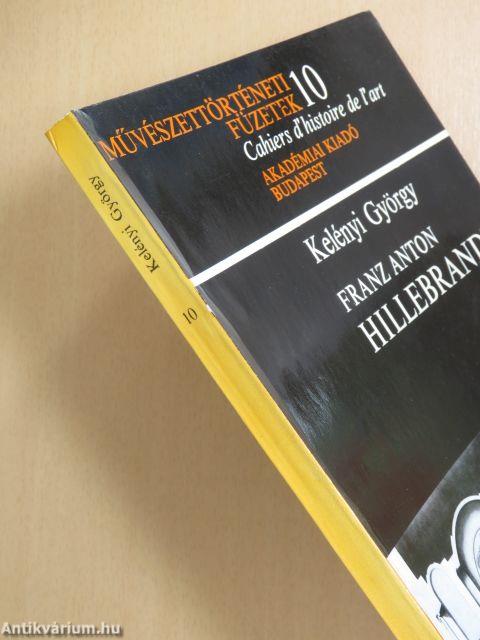 MŰVÉSZETTÖRTÉNETI
FÜZETEK 10
Cahiers d'histoire de l'art
AKADÉMIAI KIADÓ
BUDAPEST
Kelényi György
FRANZ ANTON
HILLEBRAND
Kelényi György
10
Antikvárium.hu